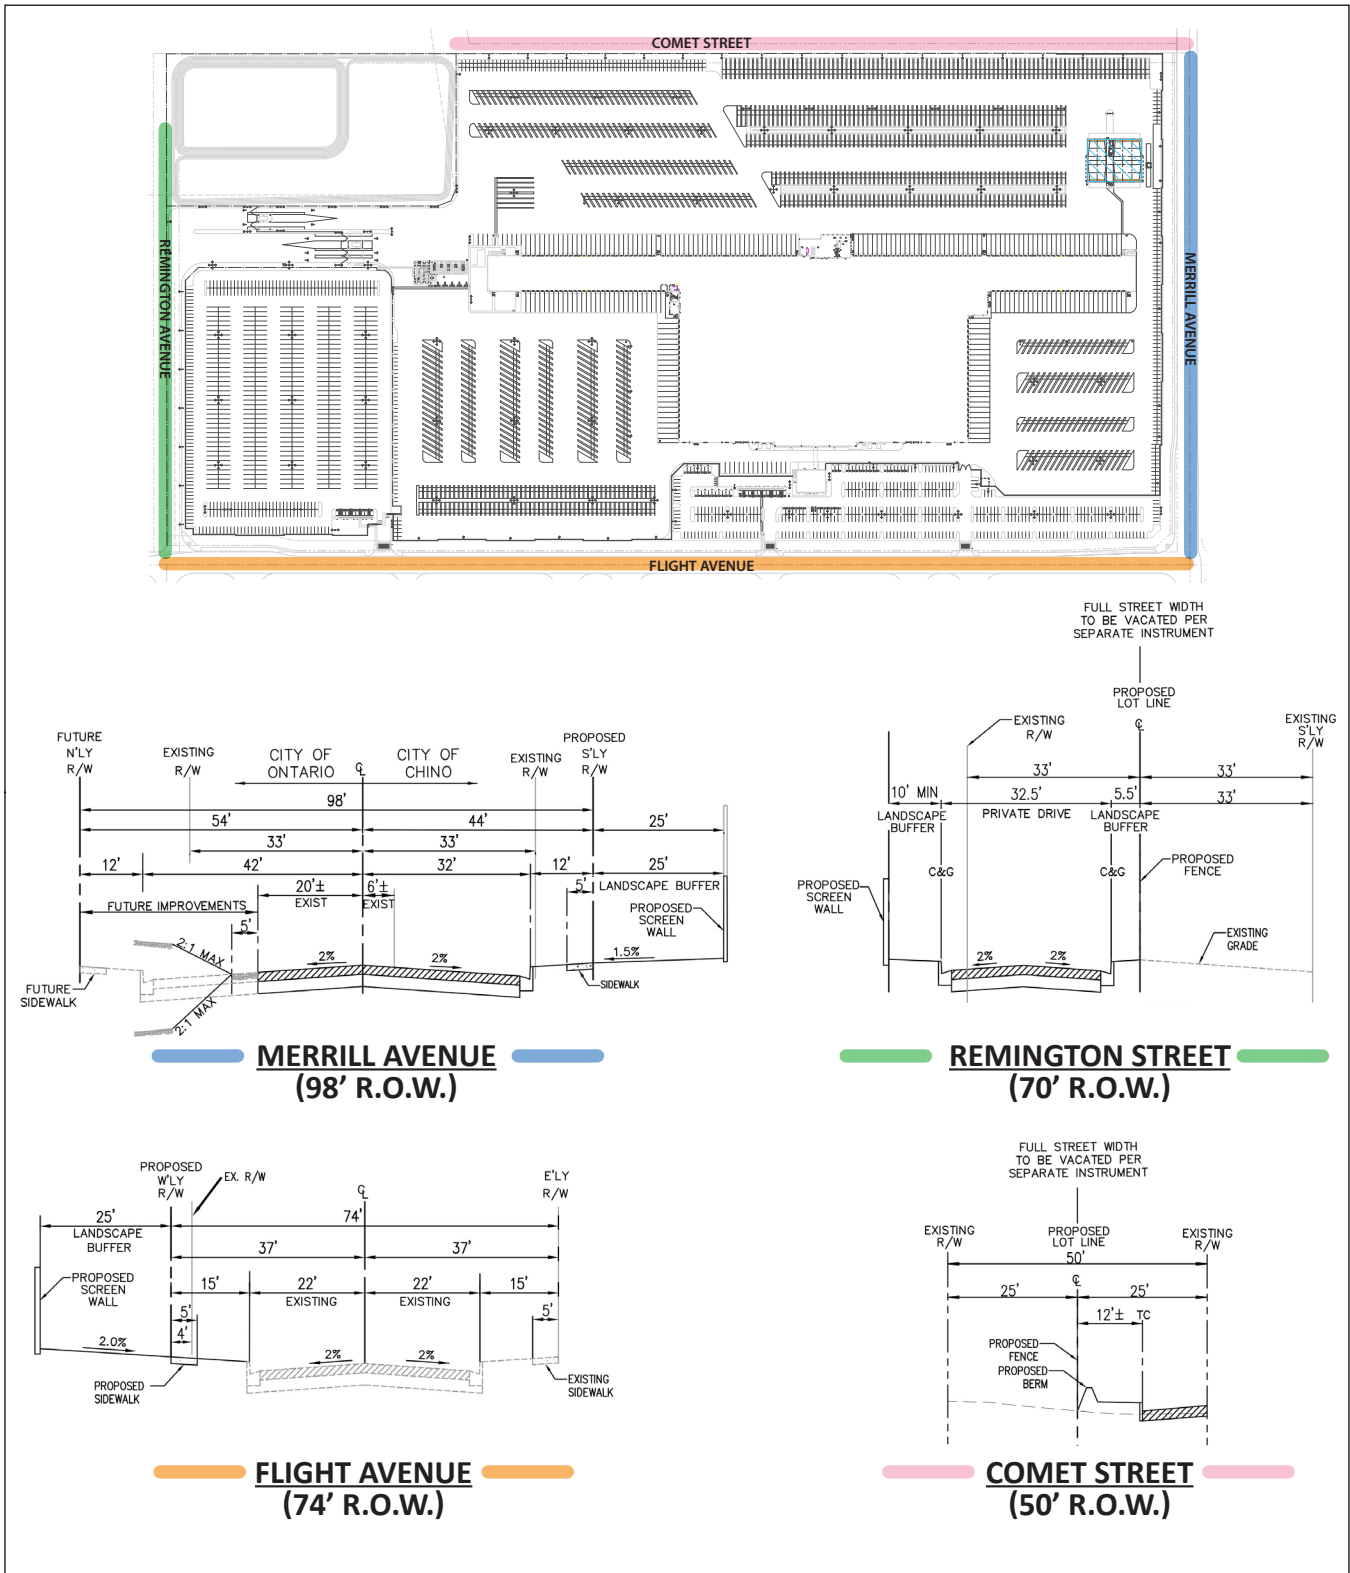 COMET STREET
REMINGTON AVENUE
MERRILL AVENUE
FLIGHT AVENUE
FUTURE
N'LY
R/W
EXISTING
R/W
CITY OF
ONTARIO
℄
CITY OF
CHINO
EXISTING
R/W
PROPOSED
S'LY
R/W
98'
54'
44'
25'
33'
33'
12'
42'
32'
12'
25'
20'±
EXIST
6'±
EXIST
5'
LANDSCAPE BUFFER
FUTURE IMPROVEMENTS
5'
PROPOSED
SCREEN
WALL
2:1 MAX
2%
2%
1.5%
FUTURE
SIDEWALK
2:1 MAX
SIDEWALK
MERRILL AVENUE
(98' R.O.W.)
FULL STREET WIDTH
TO BE VACATED PER
SEPARATE INSTRUMENT
PROPOSED
LOT LINE
℄
EXISTING
R/W
EXISTING
S'LY
R/W
33'
33'
10' MIN
32.5'
5.5'
33'
LANDSCAPE
BUFFER
PRIVATE DRIVE
LANDSCAPE
BUFFER
C&G
C&G
PROPOSED
FENCE
PROPOSED
SCREEN
WALL
EXISTING
GRADE
2%
2%
REMINGTON STREET
(70' R.O.W.)
PROPOSED
W'LY
R/W
EX. R/W
℄
E'LY
R/W
25'
LANDSCAPE
BUFFER
74'
37'
37'
15'
22'
EXISTING
22'
EXISTING
15'
PROPOSED
SCREEN
WALL
5'
4'
5'
2.0%
2%
2%
PROPOSED
SIDEWALK
EXISTING
SIDEWALK
FLIGHT AVENUE
(74' R.O.W.)
FULL STREET WIDTH
TO BE VACATED PER
SEPARATE INSTRUMENT
EXISTING
R/W
PROPOSED
LOT LINE
EXISTING
R/W
50'
25'
℄
25'
12'± TC
PROPOSED
FENCE
PROPOSED
BERM
COMET STREET
(50' R.O.W.)